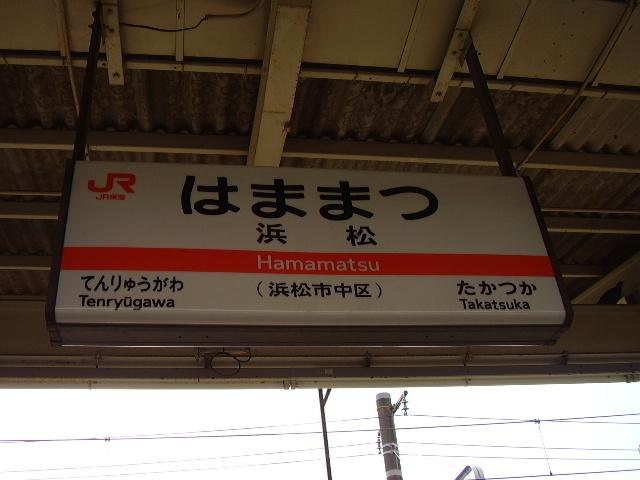 JR
JR東海
はままつ
浜 松
Hamamatsu
てんりゅうがわ
Tenryūgawa
(浜松市中区)
たかつか
Takatsuka